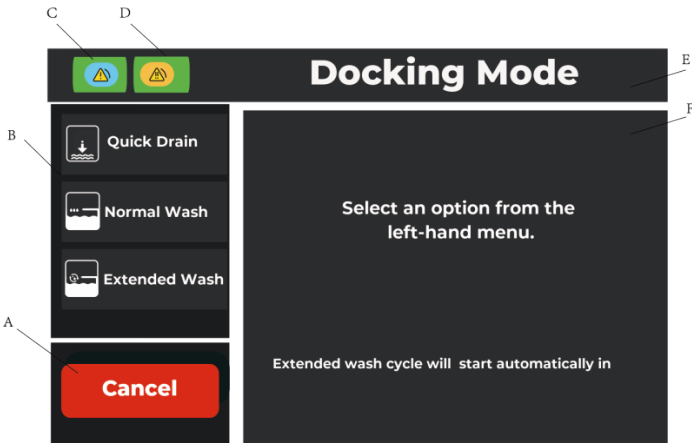 C
D
Docking Mode
E
F
B
Quick Drain
Normal Wash
Extended Wash
Select an option from the
left-hand menu.
A
Cancel
Extended wash cycle will start automatically in